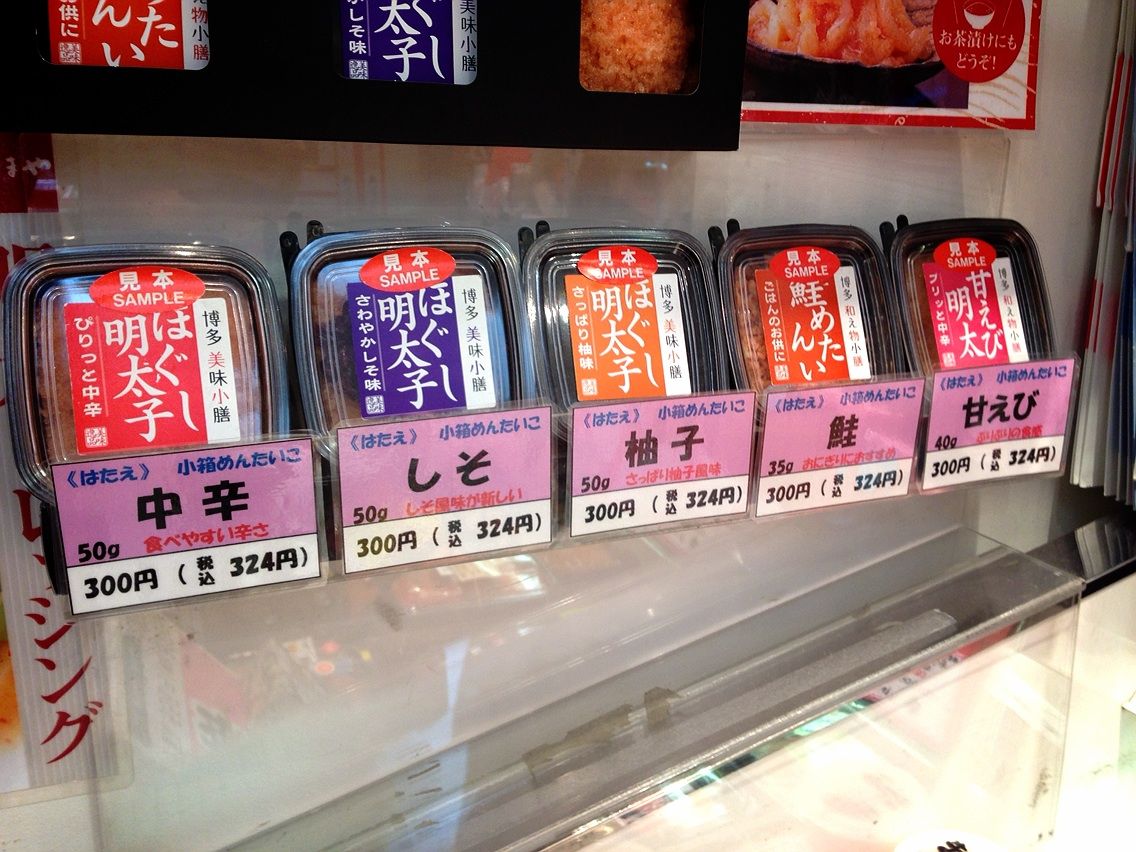 お茶漬けにも
どうぞ!
見本
SAMPLE
ほぐし
明太子
ぴりっと中辛
博多 美味小膳
見本
SAMPLE
ほぐし
明太子
さわやかしそ味
博多 美味小膳
見本
SAMPLE
ほぐし
明太子
さっぱり柚味
博多 美味小膳
見本
SAMPLE
鮭めたい
んい
ごはんのお供に
博多 和え物小膳
見本
SAMPLE
甘えび
明太
プリッと中辛
博多 和え物小膳
《はたえ》 小箱めんたいこ
中辛
50g 食べやすい辛さ
300円 (税込 324円)
《はたえ》 小箱めんたいこ
しそ
50g しそ風味が新しい
300円 (税込 324円)
《はたえ》 小箱めんたいこ
柚子
50g さっぱり柚子風味
300円 (税込 324円)
《はたえ》 小箱めんたいこ
鮭
35g おにぎりにおすすめ
300円 (税込 324円)
《はたえ》 小箱めんたいこ
甘えび
40g ぷりぷりの食感
300円 (税込 324円)